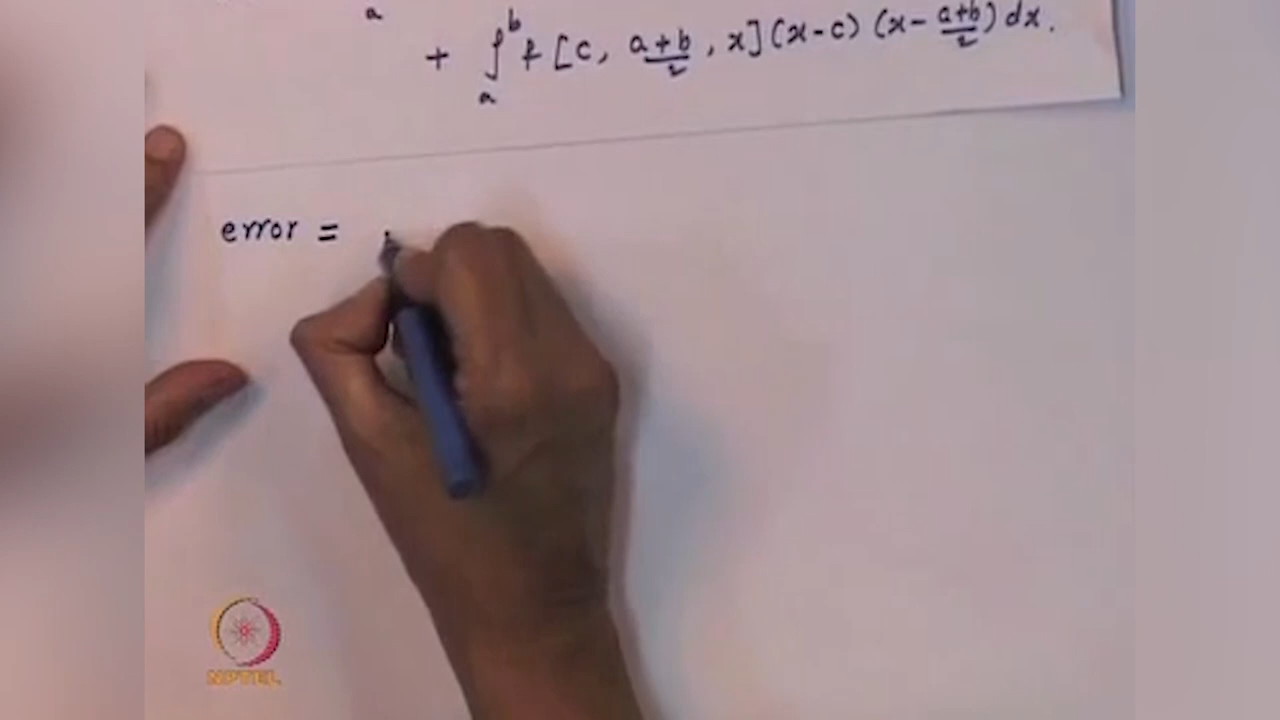 a
+ ∫_a^b f [c, (a+b)/2, x] (x-c) (x - (a+b)/2) dx.
error =
NPTEL